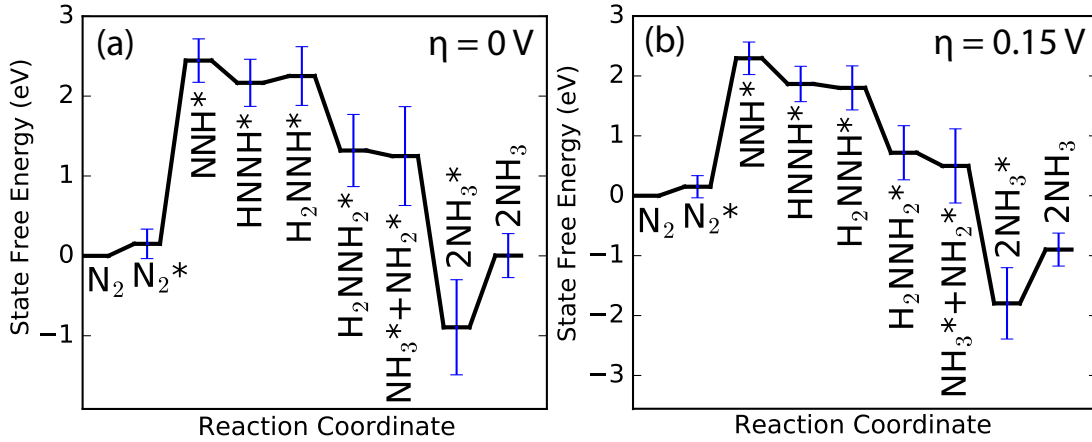 (a)
η = 0 V
State Free Energy (eV)
3
2
1
0
−1
N₂
N₂*
NNH*
HNNH*
H₂NNH*
H₂NNH₂*
NH₃*+NH₂*
2NH₃*
2NH₃
Reaction Coordinate
(b)
η = 0.15 V
State Free Energy (eV)
3
2
1
0
−1
−2
−3
N₂
N₂*
NNH*
HNNH*
H₂NNH*
H₂NNH₂*
NH₃*+NH₂*
2NH₃*
2NH₃
Reaction Coordinate